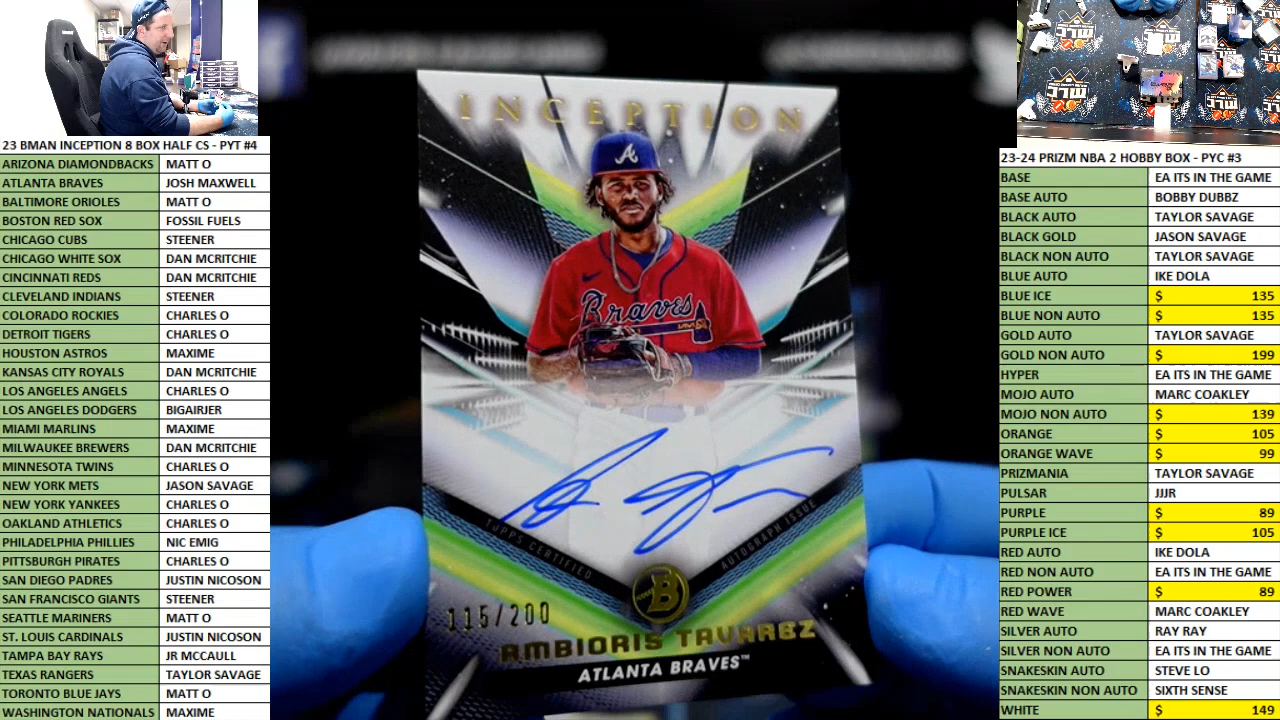 23 BMAN INCEPTION 8 BOX HALF CS - PYT #4
ARIZONA DIAMONDBACKS MATT O
ATLANTA BRAVES JOSH MAXWELL
BALTIMORE ORIOLES MATT O
BOSTON RED SOX FOSSIL FUELS
CHICAGO CUBS STEENER
CHICAGO WHITE SOX DAN MCRITCHIE
CINCINNATI REDS DAN MCRITCHIE
CLEVELAND INDIANS STEENER
COLORADO ROCKIES CHARLES O
DETROIT TIGERS CHARLES O
HOUSTON ASTROS MAXIME
KANSAS CITY ROYALS DAN MCRITCHIE
LOS ANGELES ANGELS CHARLES O
LOS ANGELES DODGERS BIGAIRJER
MIAMI MARLINS MAXIME
MILWAUKEE BREWERS DAN MCRITCHIE
MINNESOTA TWINS CHARLES O
NEW YORK METS JASON SAVAGE
NEW YORK YANKEES CHARLES O
OAKLAND ATHLETICS CHARLES O
PHILADELPHIA PHILLIES NIC EMIG
PITTSBURGH PIRATES CHARLES O
SAN DIEGO PADRES JUSTIN NICOSON
SAN FRANCISCO GIANTS STEENER
SEATTLE MARINERS MATT O
ST. LOUIS CARDINALS JUSTIN NICOSON
TAMPA BAY RAYS JR MCCAULL
TEXAS RANGERS TAYLOR SAVAGE
TORONTO BLUE JAYS MATT O
WASHINGTON NATIONALS MAXIME
INCEPTION
A
Braves
TOPPS CERTIFIED
AUTOGRAPH ISSUE
B
115/200
AMBIORIS TAVAREZ
ATLANTA BRAVES™
23-24 PRIZM NBA 2 HOBBY BOX - PYC #3
BASE EA ITS IN THE GAME
BASE AUTO BOBBY DUBBZ
BLACK AUTO TAYLOR SAVAGE
BLACK GOLD JASON SAVAGE
BLACK NON AUTO TAYLOR SAVAGE
BLUE AUTO IKE DOLA
BLUE ICE $ 135
BLUE NON AUTO $ 135
GOLD AUTO TAYLOR SAVAGE
GOLD NON AUTO $ 199
HYPER EA ITS IN THE GAME
MOJO AUTO MARC COAKLEY
MOJO NON AUTO $ 139
ORANGE $ 105
ORANGE WAVE $ 99
PRIZMANIA TAYLOR SAVAGE
PULSAR JJJR
PURPLE $ 89
PURPLE ICE $ 105
RED AUTO IKE DOLA
RED NON AUTO EA ITS IN THE GAME
RED POWER $ 89
RED WAVE MARC COAKLEY
SILVER AUTO RAY RAY
SILVER NON AUTO EA ITS IN THE GAME
SNAKESKIN AUTO STEVE LO
SNAKESKIN NON AUTO SIXTH SENSE
WHITE $ 149